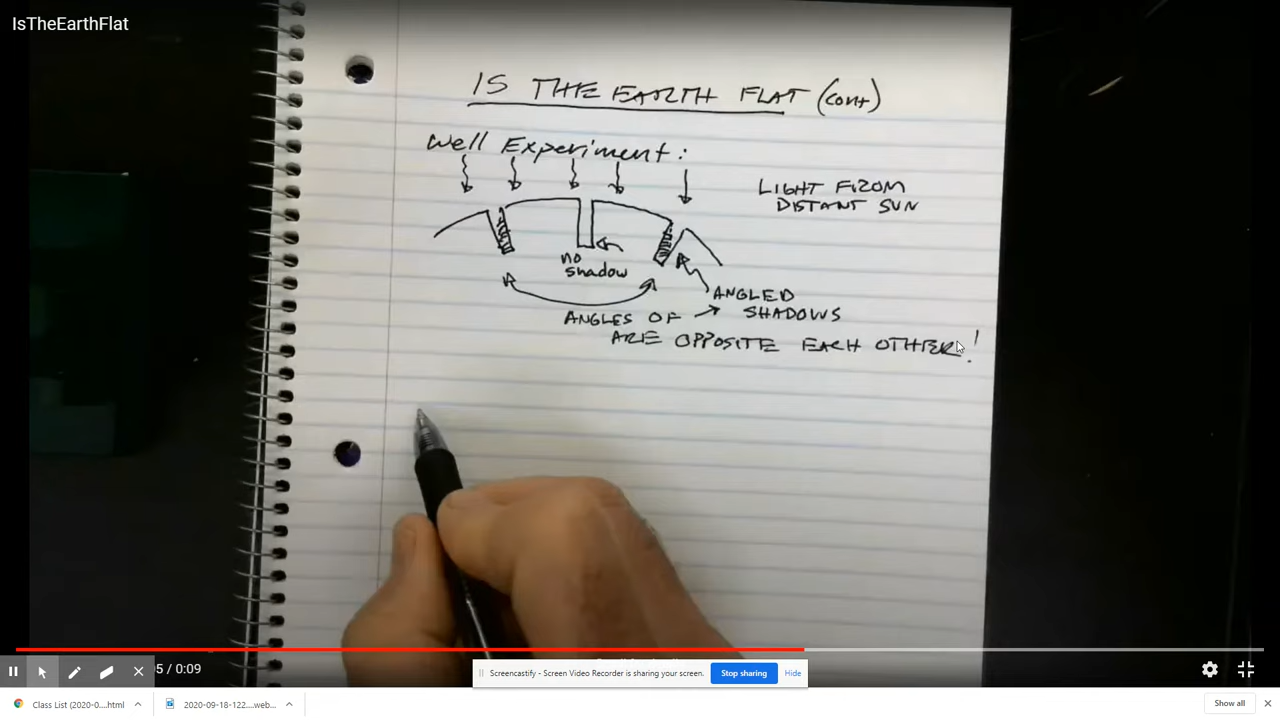 IsTheEarthFlat
IS THE EARTH FLAT (cont)
Well Experiment:
LIGHT FROM
DISTANT SUN
no
shadow
ANGLED
SHADOWS
ANGLES OF
ARE OPPOSITE EACH OTHER!
5 / 0:09
Screencastify - Screen Video Recorder is sharing your screen.
Stop sharing
Hide
Class List (2020-0....html
2020-09-18-122....web...
Show all